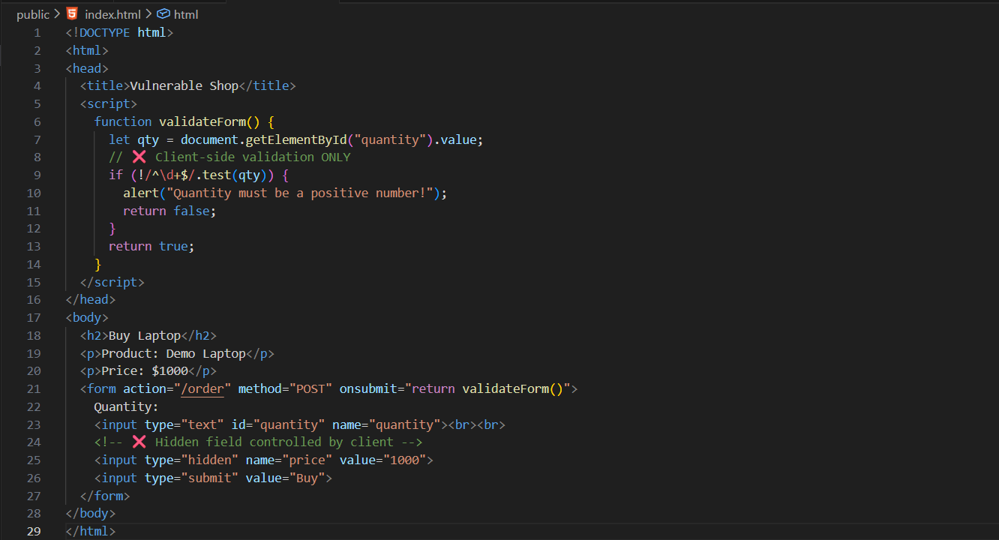 public > index.html > html
1 <!DOCTYPE html>
2 <html>
3 <head>
4   <title>Vulnerable Shop</title>
5   <script>
6     function validateForm() {
7       let qty = document.getElementById("quantity").value;
8       // ❌ Client-side validation ONLY
9       if (!/^\d+$/.test(qty)) {
10         alert("Quantity must be a positive number!");
11         return false;
12       }
13       return true;
14     }
15   </script>
16 </head>
17 <body>
18   <h2>Buy Laptop</h2>
19   <p>Product: Demo Laptop</p>
20   <p>Price: $1000</p>
21   <form action="/order" method="POST" onsubmit="return validateForm()">
22     Quantity:
23     <input type="text" id="quantity" name="quantity"><br><br>
24     <!-- ❌ Hidden field controlled by client -->
25     <input type="hidden" name="price" value="1000">
26     <input type="submit" value="Buy">
27   </form>
28 </body>
29 </html>